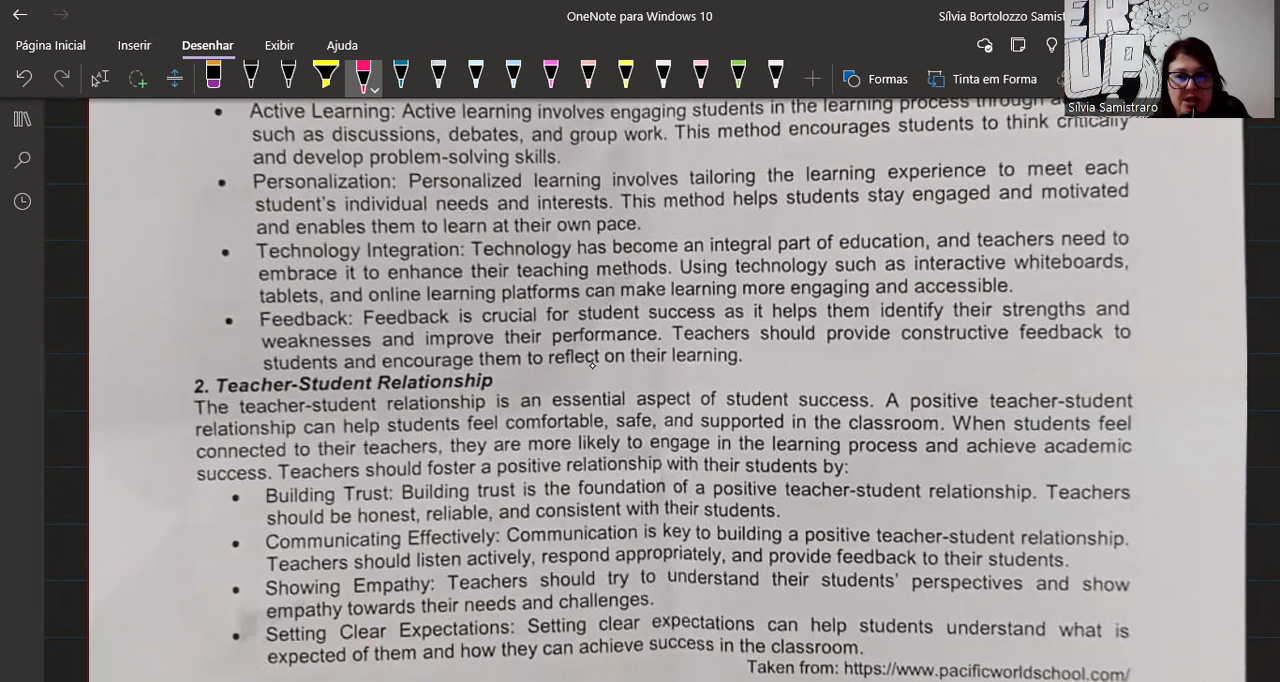 OneNote para Windows 10
Sílvia Bortolozzo Samist
Página Inicial Inserir Desenhar Exibir Ajuda
Formas Tinta em Forma
ER
UP
Sílvia Samistraro
• Active Learning: Active learning involves engaging students in the learning process through
such as discussions, debates, and group work. This method encourages students to think critically
and develop problem-solving skills.
• Personalization: Personalized learning involves tailoring the learning experience to meet each
student's individual needs and interests. This method helps students stay engaged and motivated
and enables them to learn at their own pace.
• Technology Integration: Technology has become an integral part of education, and teachers need to
embrace it to enhance their teaching methods. Using technology such as interactive whiteboards,
tablets, and online learning platforms can make learning more engaging and accessible.
• Feedback: Feedback is crucial for student success as it helps them identify their strengths and
weaknesses and improve their performance. Teachers should provide constructive feedback to
students and encourage them to reflect on their learning.
2. Teacher-Student Relationship
The teacher-student relationship is an essential aspect of student success. A positive teacher-student
relationship can help students feel comfortable, safe, and supported in the classroom. When students feel
connected to their teachers, they are more likely to engage in the learning process and achieve academic
success. Teachers should foster a positive relationship with their students by:
• Building Trust: Building trust is the foundation of a positive teacher-student relationship. Teachers
should be honest, reliable, and consistent with their students.
• Communicating Effectively: Communication is key to building a positive teacher-student relationship.
Teachers should listen actively, respond appropriately, and provide feedback to their students.
• Showing Empathy: Teachers should try to understand their students' perspectives and show
empathy towards their needs and challenges.
• Setting Clear Expectations: Setting clear expectations can help students understand what is
expected of them and how they can achieve success in the classroom.
Taken from: https://www.pacificworldschool.com/